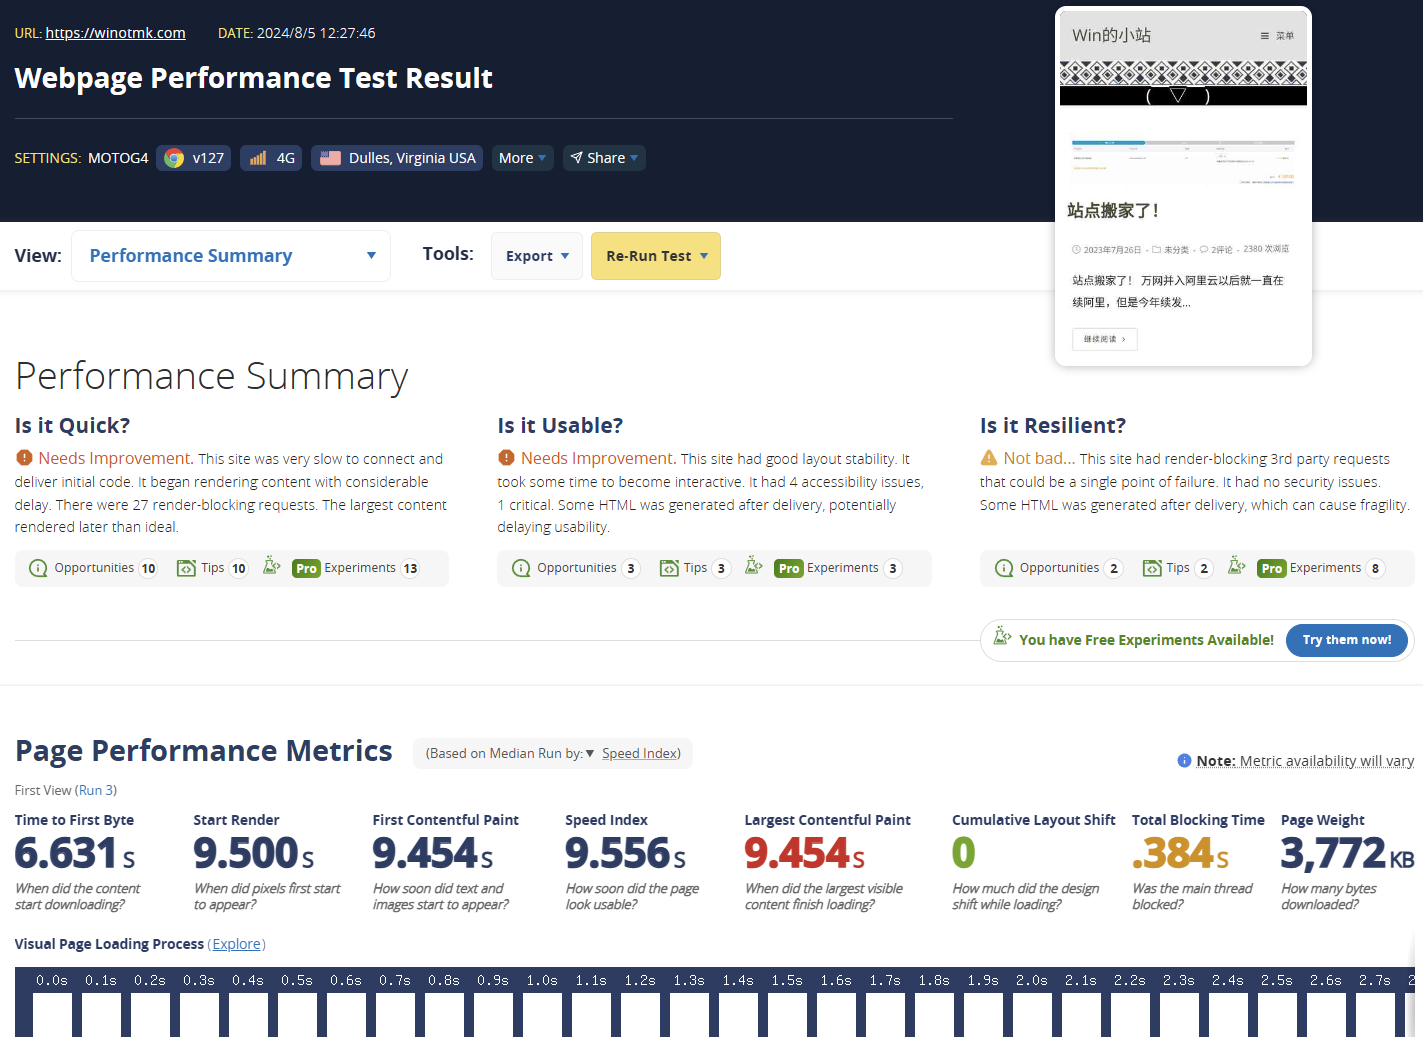 URL: https://winotmk.com DATE: 2024/8/5 12:27:46
Webpage Performance Test Result
SETTINGS: MOTOG4 v127 4G Dulles, Virginia USA More Share
Win的小站 菜单
站点搬家了！
2023年7月26日 - 未分类 - 2评论 - 2380 次浏览
站点搬家了！ 万网并入阿里云以后就一直在
续阿里，但是今年续发...
继续阅读 >
View: Performance Summary Tools: Export Re-Run Test
Performance Summary
Is it Quick?
Needs Improvement. This site was very slow to connect and
deliver initial code. It began rendering content with considerable
delay. There were 27 render-blocking requests. The largest content
rendered later than ideal.
Opportunities 10 Tips 10 Pro Experiments 13
Is it Usable?
Needs Improvement. This site had good layout stability. It
took some time to become interactive. It had 4 accessibility issues,
1 critical. Some HTML was generated after delivery, potentially
delaying usability.
Opportunities 3 Tips 3 Pro Experiments 3
Is it Resilient?
Not bad... This site had render-blocking 3rd party requests
that could be a single point of failure. It had no security issues.
Some HTML was generated after delivery, which can cause fragility.
Opportunities 2 Tips 2 Pro Experiments 8
You have Free Experiments Available! Try them now!
Page Performance Metrics (Based on Median Run by: Speed Index)
Note: Metric availability will vary
First View (Run 3)
Time to First Byte
6.631 S
When did the content
start downloading?
Start Render
9.500 S
When did pixels first start
to appear?
First Contentful Paint
9.454 S
How soon did text and
images start to appear?
Speed Index
9.556 S
How soon did the page
look usable?
Largest Contentful Paint
9.454 S
When did the largest visible
content finish loading?
Cumulative Layout Shift
0
How much did the design
shift while loading?
Total Blocking Time
.384 S
Was the main thread
blocked?
Page Weight
3,772 KB
How many bytes
downloaded?
Visual Page Loading Process (Explore)
0.0s 0.1s 0.2s 0.3s 0.4s 0.5s 0.6s 0.7s 0.8s 0.9s 1.0s 1.1s 1.2s 1.3s 1.4s 1.5s 1.6s 1.7s 1.8s 1.9s 2.0s 2.1s 2.2s 2.3s 2.4s 2.5s 2.6s 2.7s 2